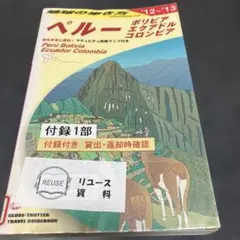 地球の歩き方
'12~'13
ペルー
ボリビア
エクアドル
コロンビア
Peru Bolivia
Ecuador Colombia
付録1部
付録付き 貸出・返却時確認
REUSE
リユース
資料
GLOBE-TROTTER
TRAVEL GUIDEBOOK